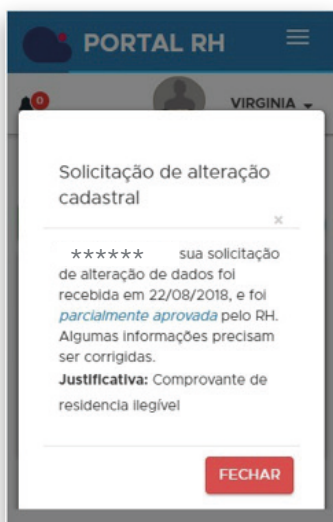 PORTAL RH
0
VIRGINIA
Solicitação de alteração
cadastral
×
****** sua solicitação
de alteração de dados foi
recebida em 22/08/2018, e foi
parcialmente aprovada pelo RH.
Algumas informações precisam
ser corrigidas.
Justificativa: Comprovante de
residencia ilegível
FECHAR